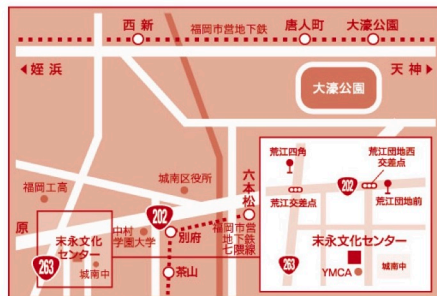 西新
福岡市営地下鉄
唐人町
大濠公園
◀姪浜
天神▶
大濠公園
荒江四角
荒江団地西
交差点
202
荒江交差点
荒江団地前
末永文化センター
263
YMCA
城南中
福岡工高
城南区役所
六本松
原
202
末永文化
センター
中村
学園大学
別府
福岡市営
地下鉄
七隈線
263
城南中
茶山